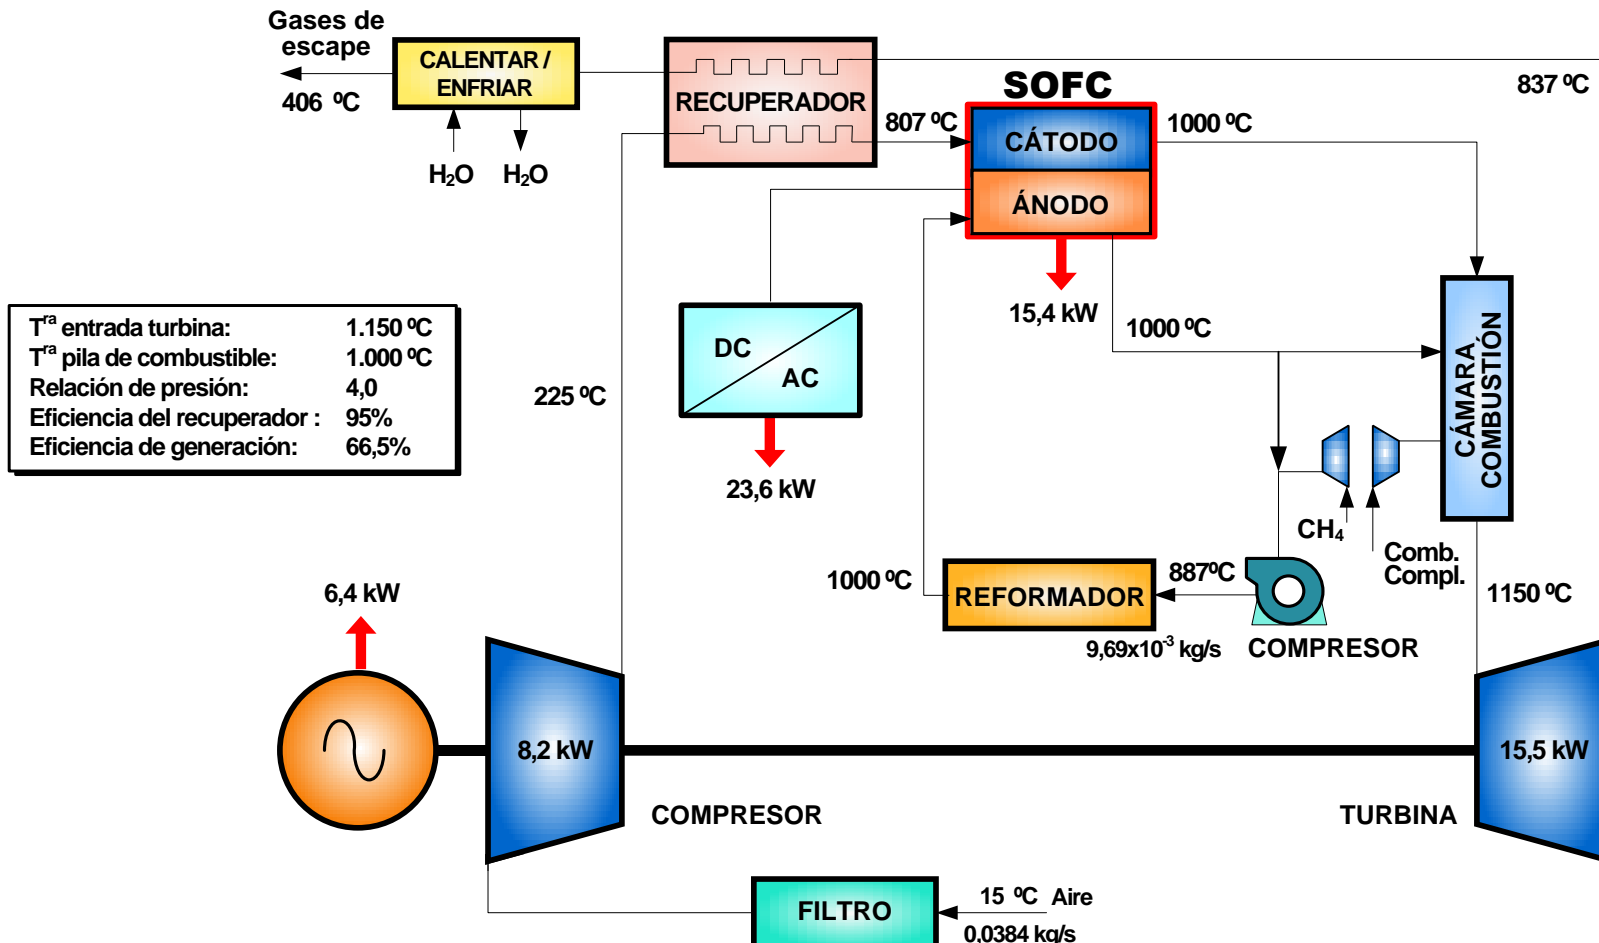 Gases de
escape
406 ºC
CALENTAR /
ENFRIAR
H₂O
H₂O
RECUPERADOR
807 ºC
SOFC
CÁTODO
ÁNODO
1000 ºC
837 ºC
15,4 kW
1000 ºC
Tʳᵃ entrada turbina: 1.150 ºC
Tʳᵃ pila de combustible: 1.000 ºC
Relación de presión: 4,0
Eficiencia del recuperador : 95%
Eficiencia de generación: 66,5%
225 ºC
DC
AC
23,6 kW
CÁMARA
COMBUSTIÓN
CH₄
Comb.
Compl.
1000 ºC
REFORMADOR
887ºC
9,69x10⁻³ kg/s
COMPRESOR
1150 ºC
6,4 kW
8,2 kW
15,5 kW
COMPRESOR
TURBINA
FILTRO
15 ºC Aire
0,0384 kg/s